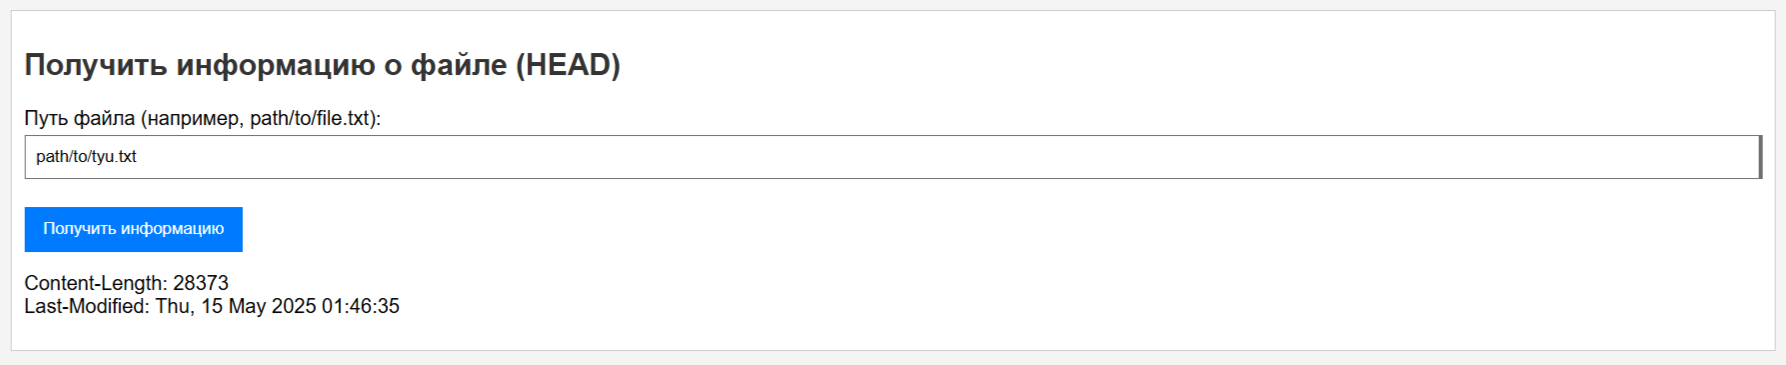 Получить информацию о файле (HEAD)
Путь файла (например, path/to/file.txt):
path/to/tyu.txt
Получить информацию
Content-Length: 28373
Last-Modified: Thu, 15 May 2025 01:46:35